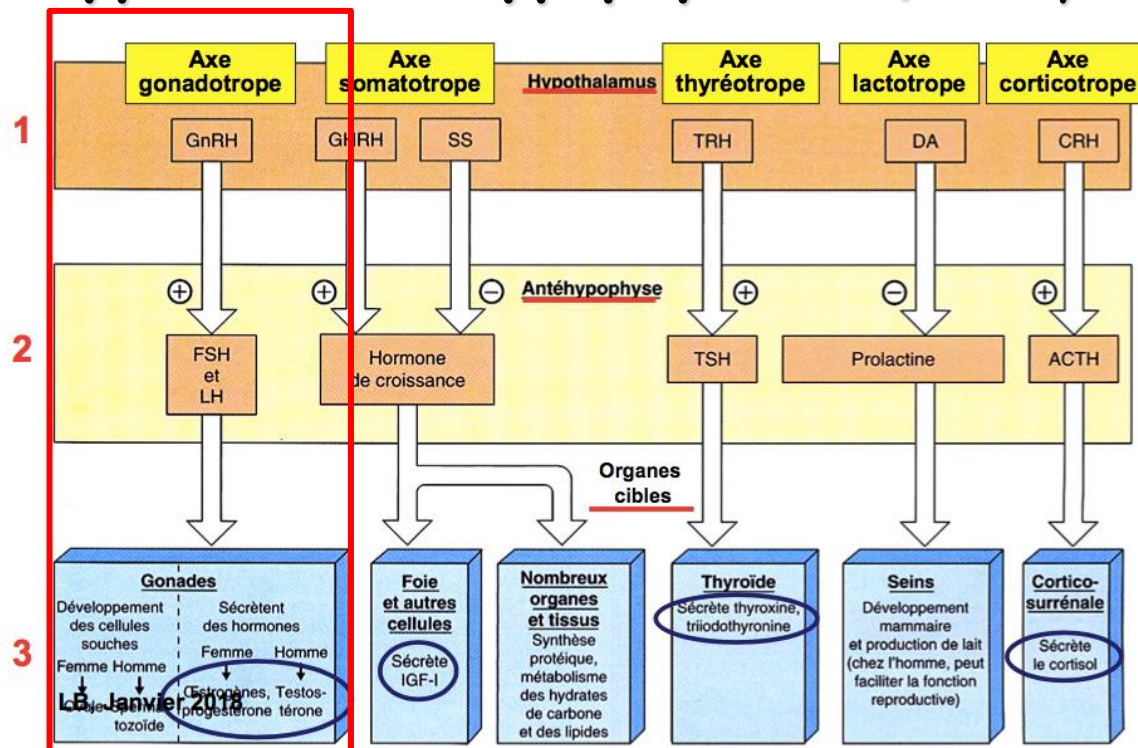 Axe
gonadotrope
Axe
somatotrope
Axe
thyréotrope
Axe
lactotrope
Axe
corticotrope
Hypothalamus
1
GnRH
GHRH
SS
TRH
DA
CRH
+
+
−
Antéhypophyse
+
−
+
2
FSH
et
LH
Hormone
de croissance
TSH
Prolactine
ACTH
Organes
cibles
3
Gonades
Développement
des cellules
souches
Femme Homme
tozoïde
Sécrètent
des hormones
Femme Homme
Œstrogènes,
progestérone
Testos-
térone
LB, Janvier 2018
Foie
et autres
cellules
Sécrète
IGF-I
Nombreux
organes
et tissus
Synthèse
protéique,
métabolisme
des hydrates
de carbone
et des lipides
Thyroïde
Sécrète thyroxine,
triiodothyronine
Seins
Développement
mammaire
et production de lait
(chez l'homme, peut
faciliter la fonction
reproductive)
Cortico-
surrénale
Sécrète
le cortisol